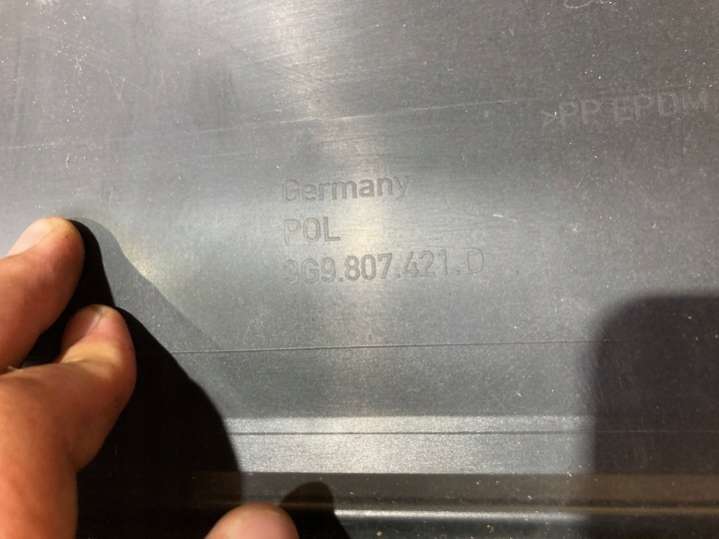 >PP EPDM
Germany
POL
3G9.807.421.D